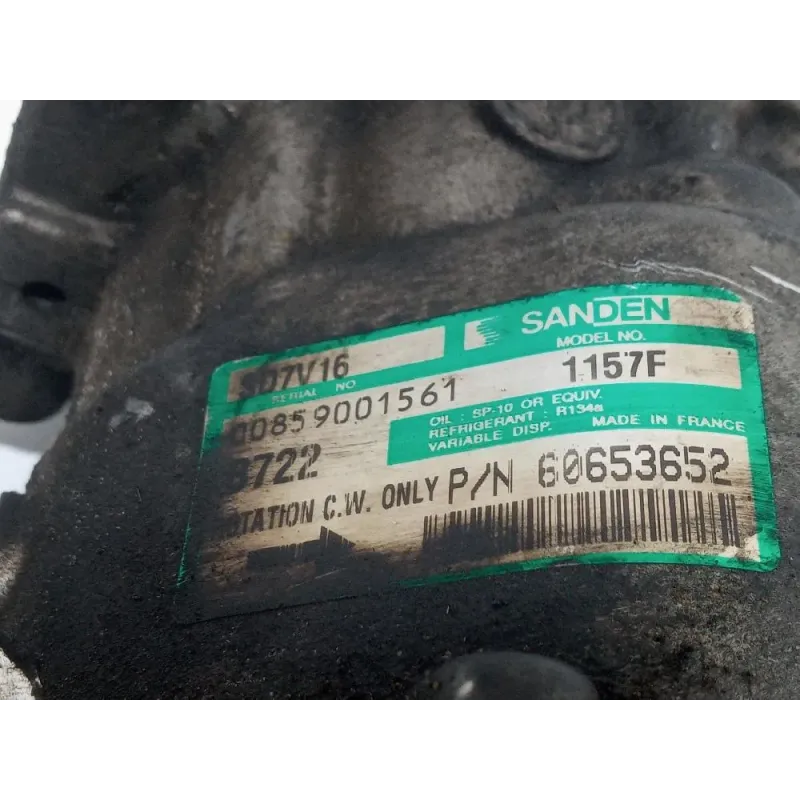 SANDEN
SD7V16
MODEL NO.
SERIAL NO
1157F
00859001561
OIL : SP-10 OR EQUIV.
REFRIGERANT : R134a
VARIABLE DISP. MADE IN FRANCE
3722
ROTATION C.W. ONLY P/N 60653652